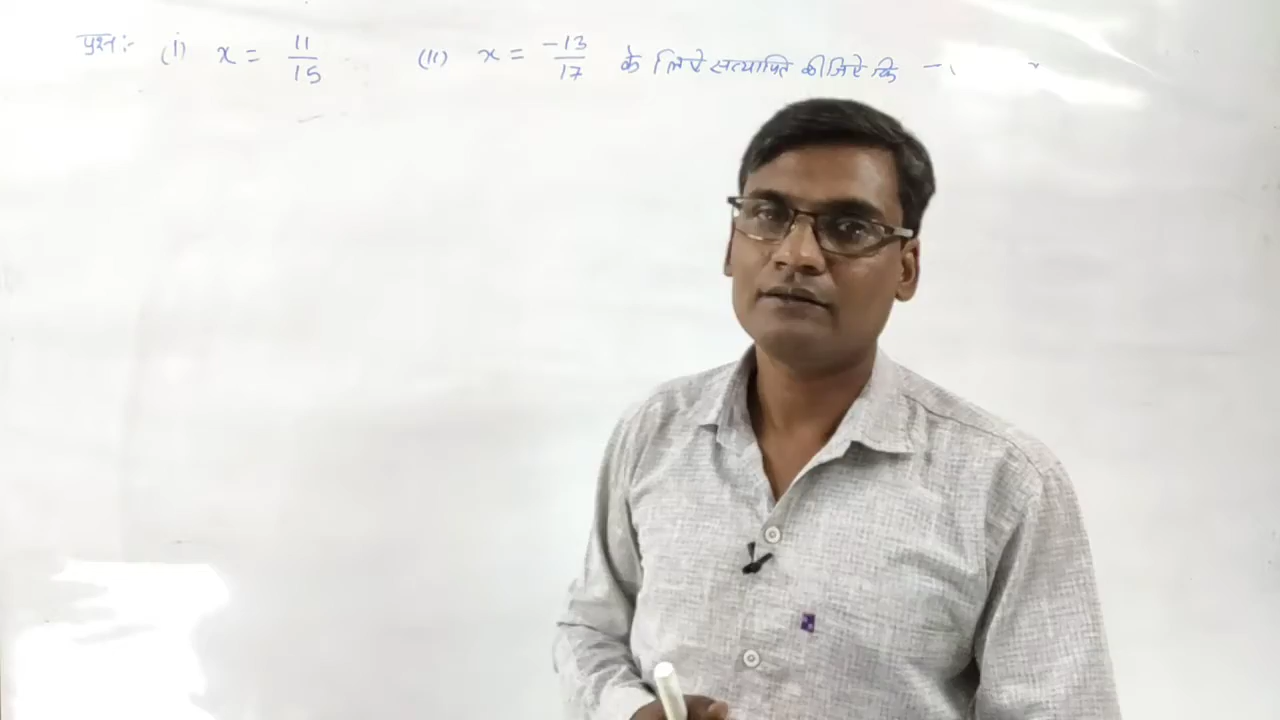 प्रश्न:- (i) x = 11/15 (ii) x = -13/17 के लिऐ सत्यापित कीजिऐ कि -(